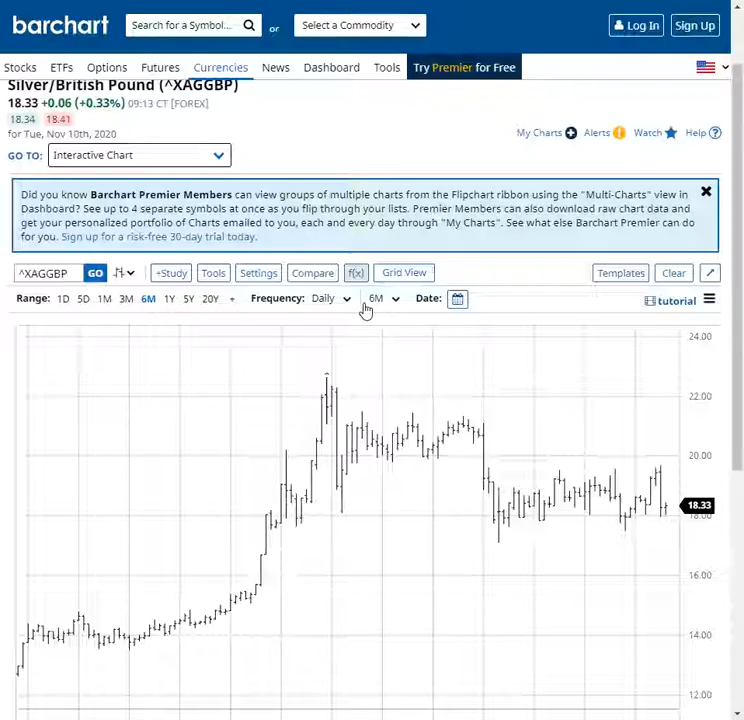 barchart
Search for a Symbol... or Select a Commodity Log In Sign Up
Stocks ETFs Options Futures Currencies News Dashboard Tools Try Premier for Free
Silver/British Pound (^XAGGBP)
18.33 +0.06 (+0.33%) 09:13 CT [FOREX]
18.34 18.41
for Tue, Nov 10th, 2020
My Charts Alerts Watch Help
GO TO: Interactive Chart
Did you know Barchart Premier Members can view groups of multiple charts from the Flipchart ribbon using the "Multi-Charts" view in
Dashboard? See up to 4 separate symbols at once as you flip through your lists. Premier Members can also download raw chart data and
get your personalized portfolio of Charts emailed to you, each and every day through "My Charts". See what else Barchart Premier can do
for you. Sign up for a risk-free 30-day trial today.
^XAGGBP GO +Study Tools Settings Compare f(x) Grid View Templates Clear
Range: 1D 5D 1M 3M 6M 1Y 5Y 20Y + Frequency: Daily 6M Date: tutorial
24.00
22.00
20.00
18.33
18.00
16.00
14.00
12.00